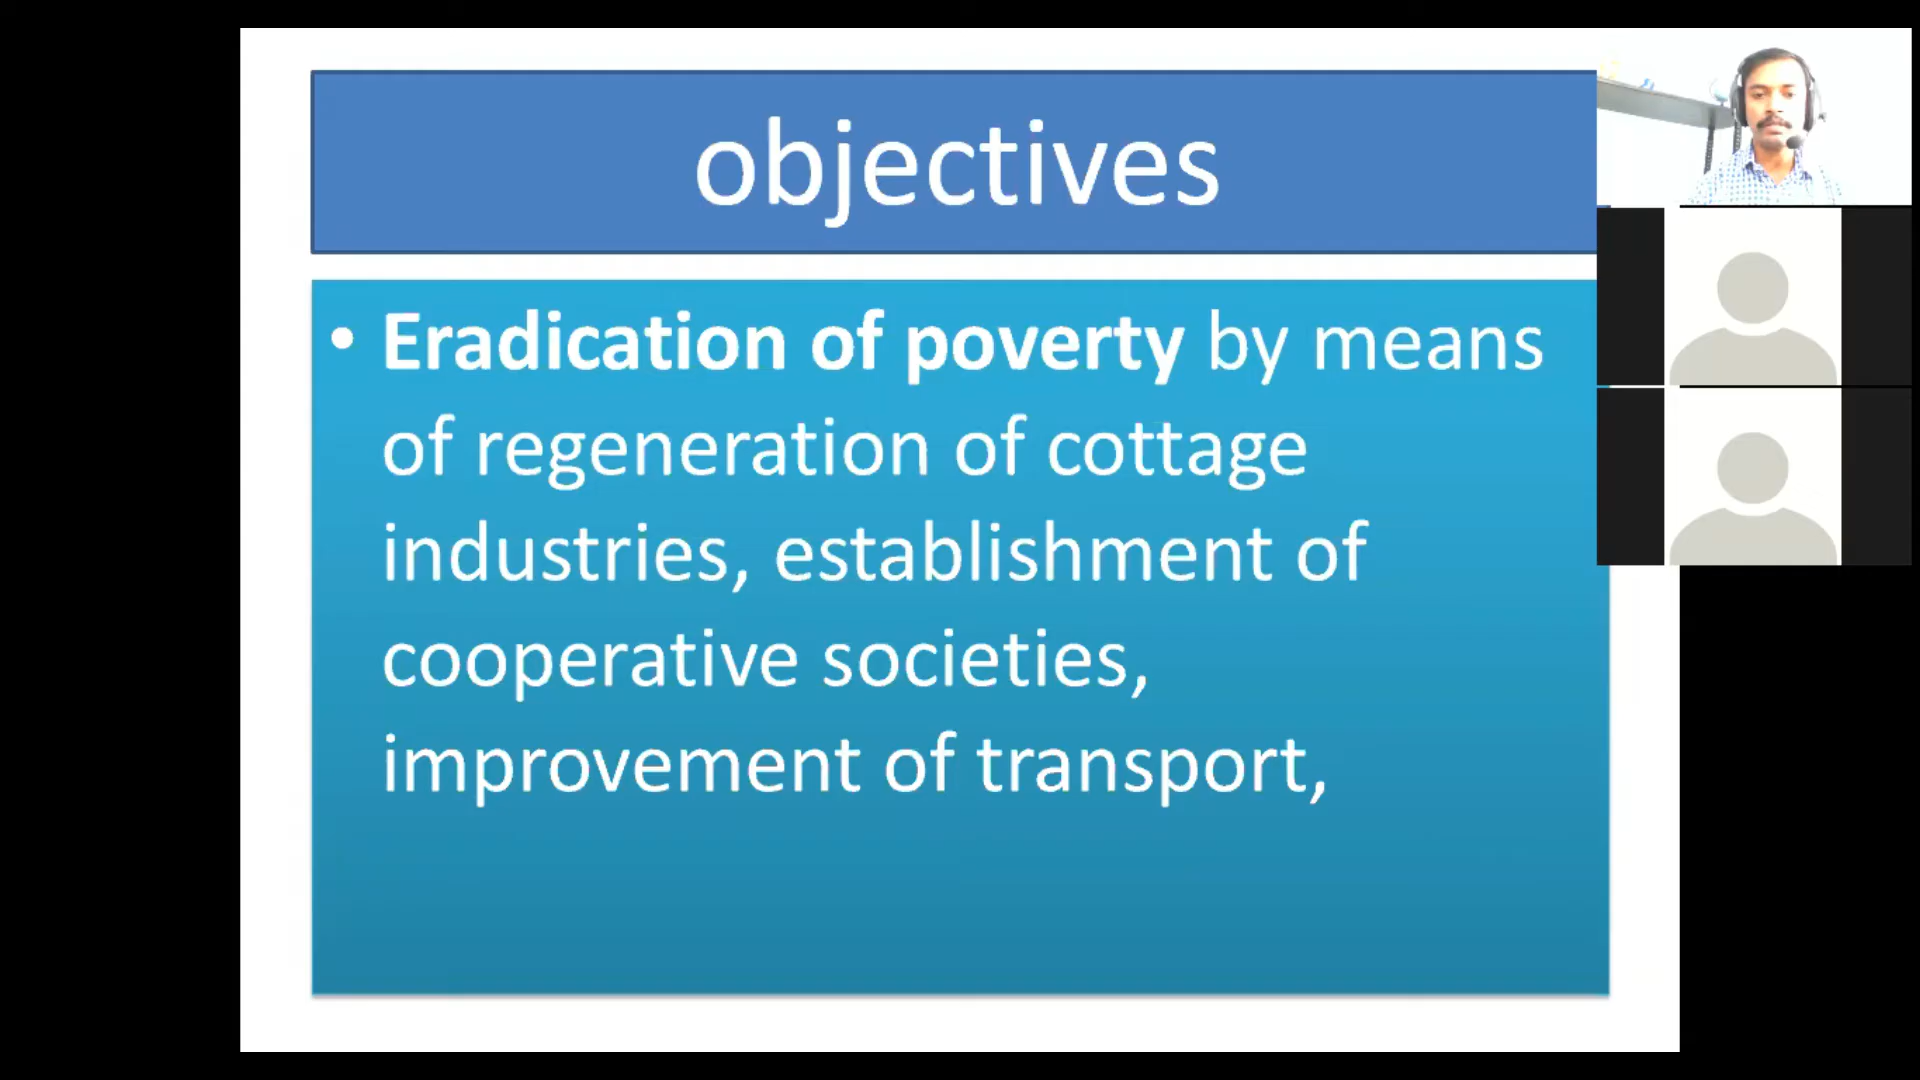 objectives
• Eradication of poverty by means
of regeneration of cottage
industries, establishment of
cooperative societies,
improvement of transport,